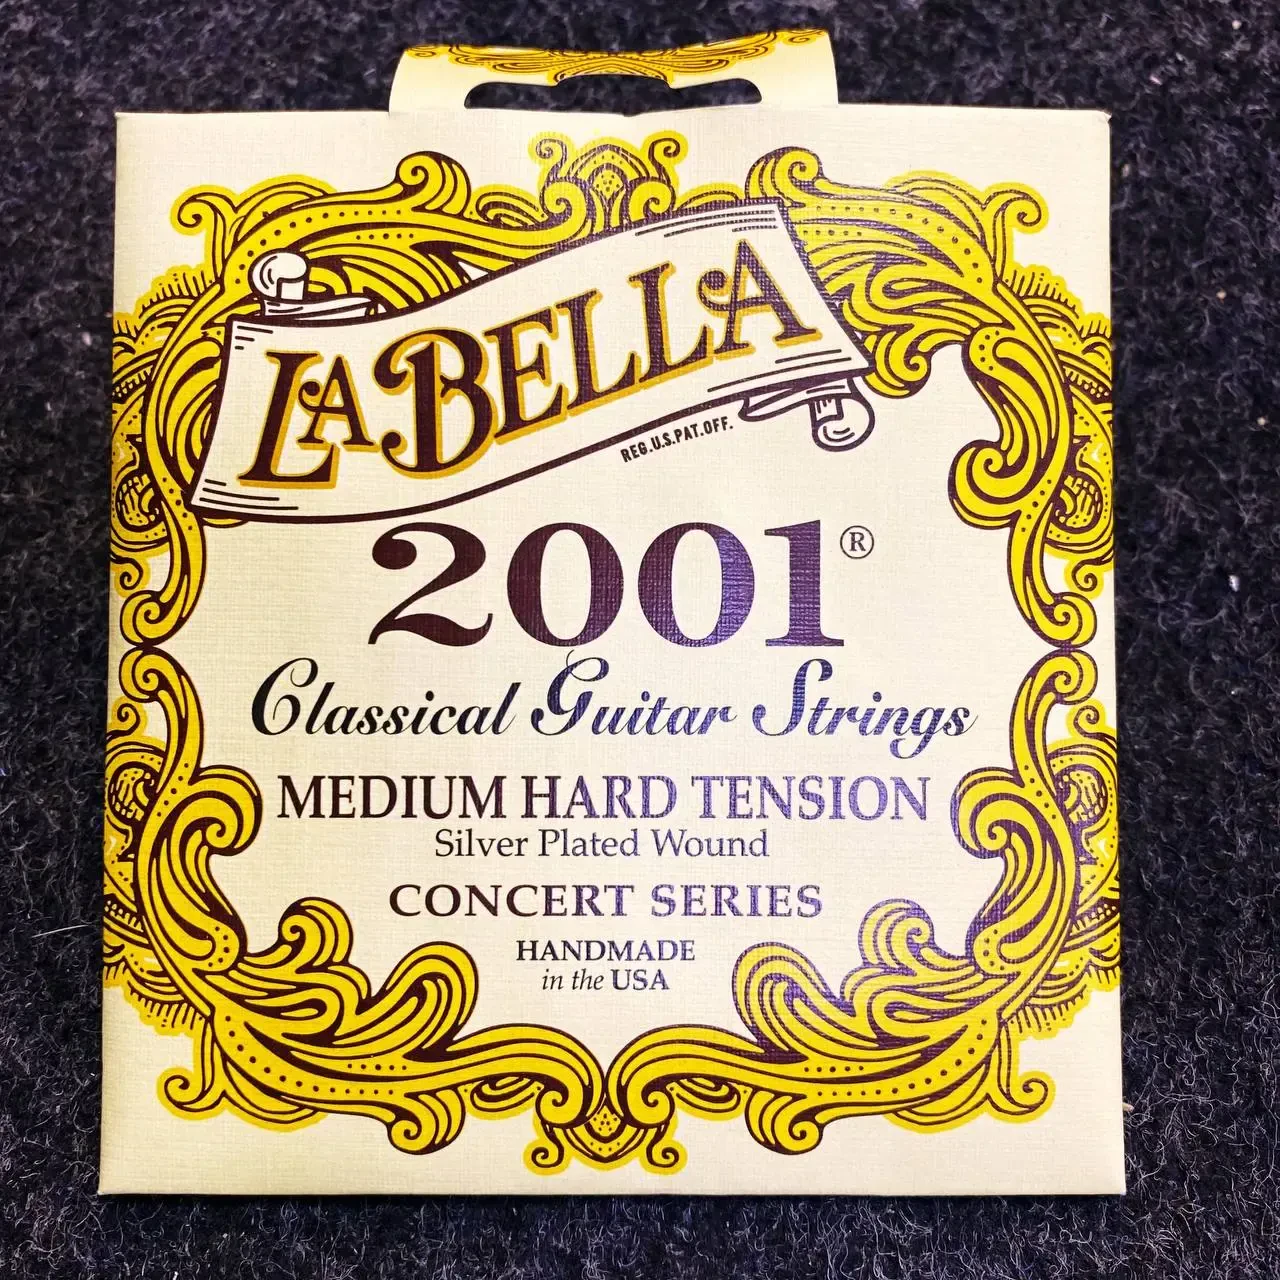 LA BELLA
REG.U.S.PAT.OFF.
2001®
Classical Guitar Strings
MEDIUM HARD TENSION
Silver Plated Wound
CONCERT SERIES
HANDMADE
in the USA